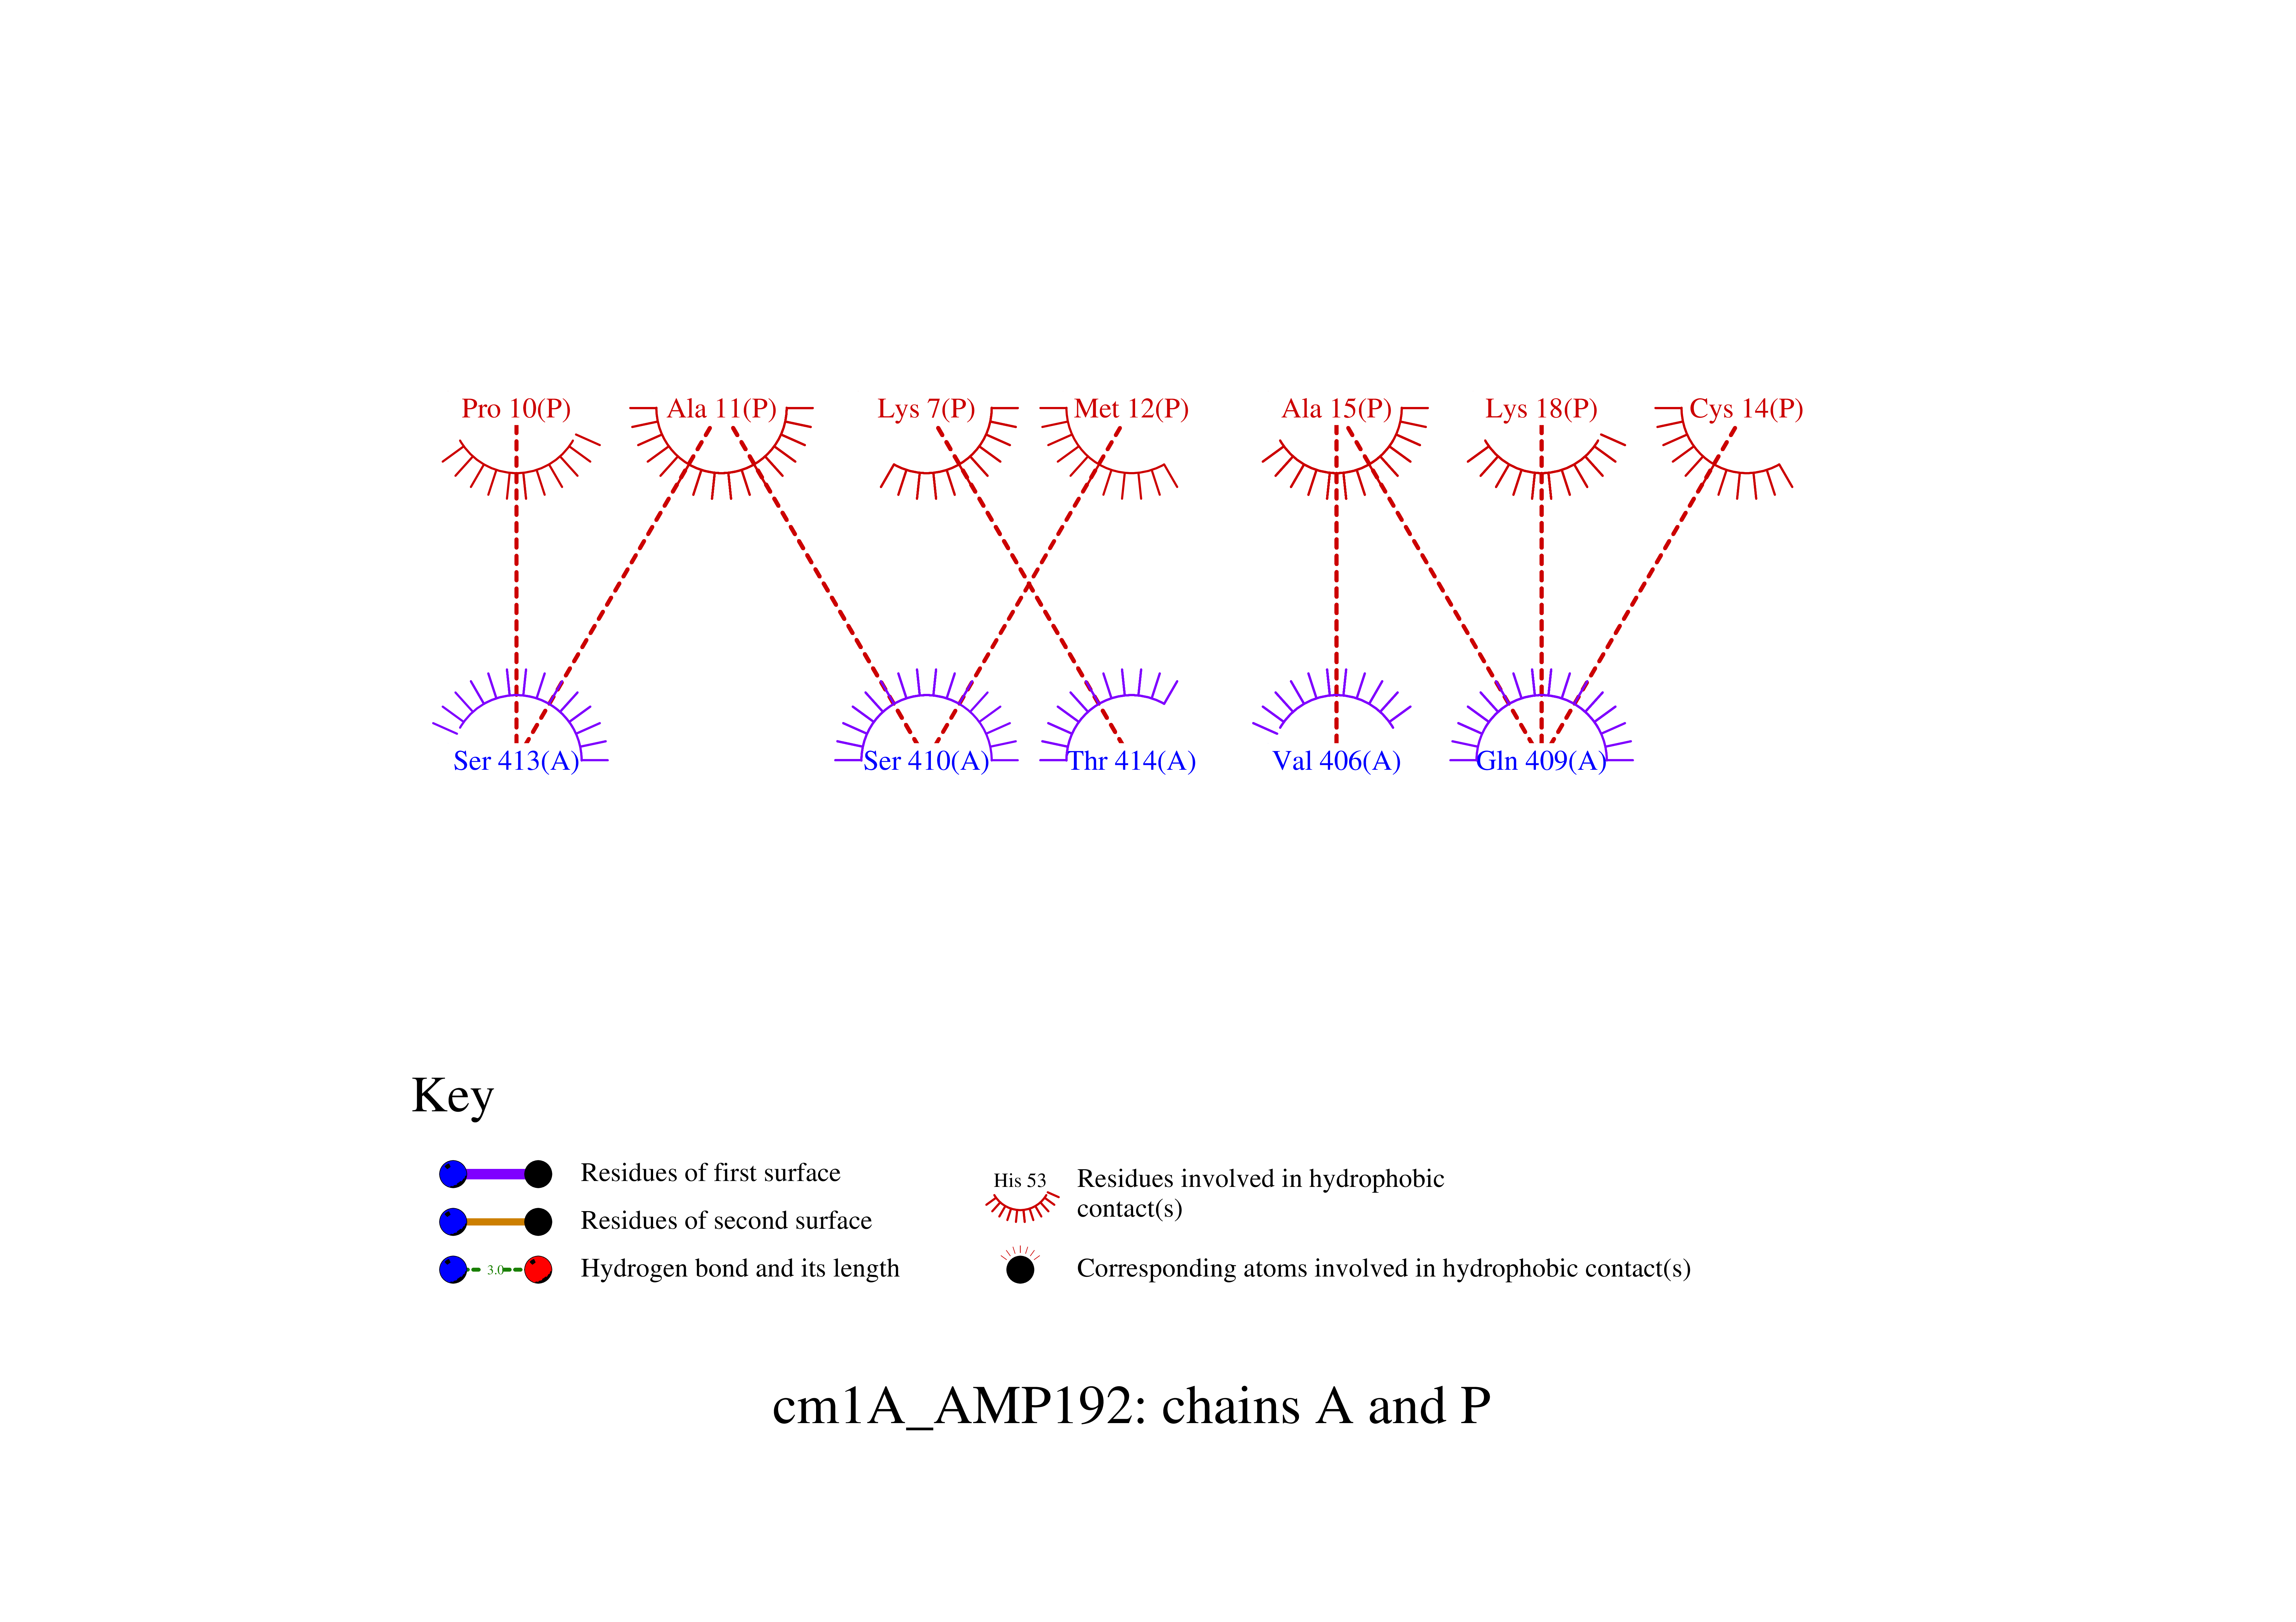 Pro 10(P) Ala 11(P) Lys 7(P) Met 12(P) Ala 15(P) Lys 18(P) Cys 14(P)
Ser 413(A) Ser 410(A) Thr 414(A) Val 406(A) Gln 409(A)
Key
Residues of first surface
Residues of second surface
3.0 Hydrogen bond and its length
His 53 Residues involved in hydrophobic
contact(s)
Corresponding atoms involved in hydrophobic contact(s)
cm1A_AMP192: chains A and P